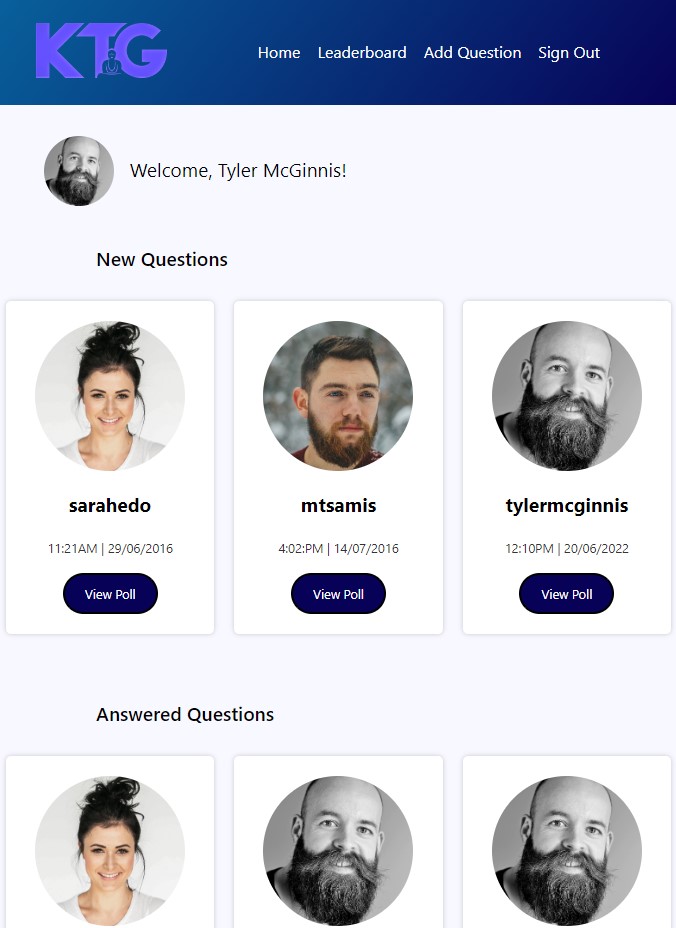 KTG
Home Leaderboard Add Question Sign Out
Welcome, Tyler McGinnis!
New Questions
sarahedo mtsamis tylermcginnis
11:21AM | 29/06/2016 4:02:PM | 14/07/2016 12:10PM | 20/06/2022
View Poll View Poll View Poll
Answered Questions